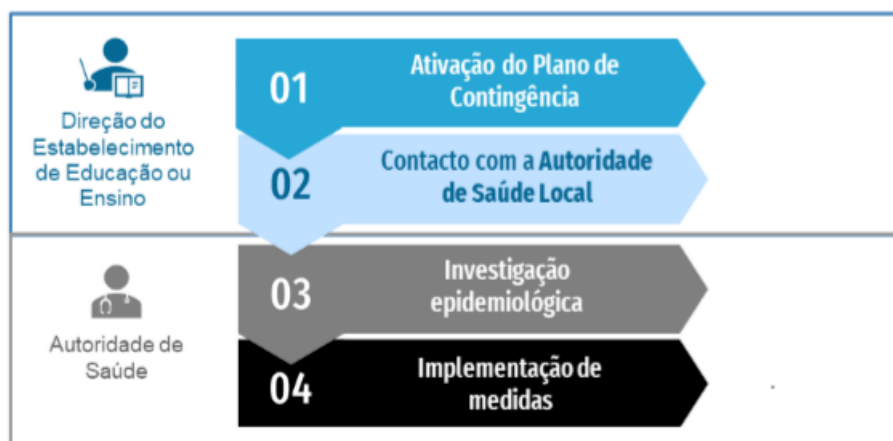 Direção do
Estabelecimento
de Educação ou
Ensino
01
Ativação do Plano de
Contingência
02
Contacto com a Autoridade
de Saúde Local
Autoridade de
Saúde
03
Investigação
epidemiológica
04
Implementação de
medidas